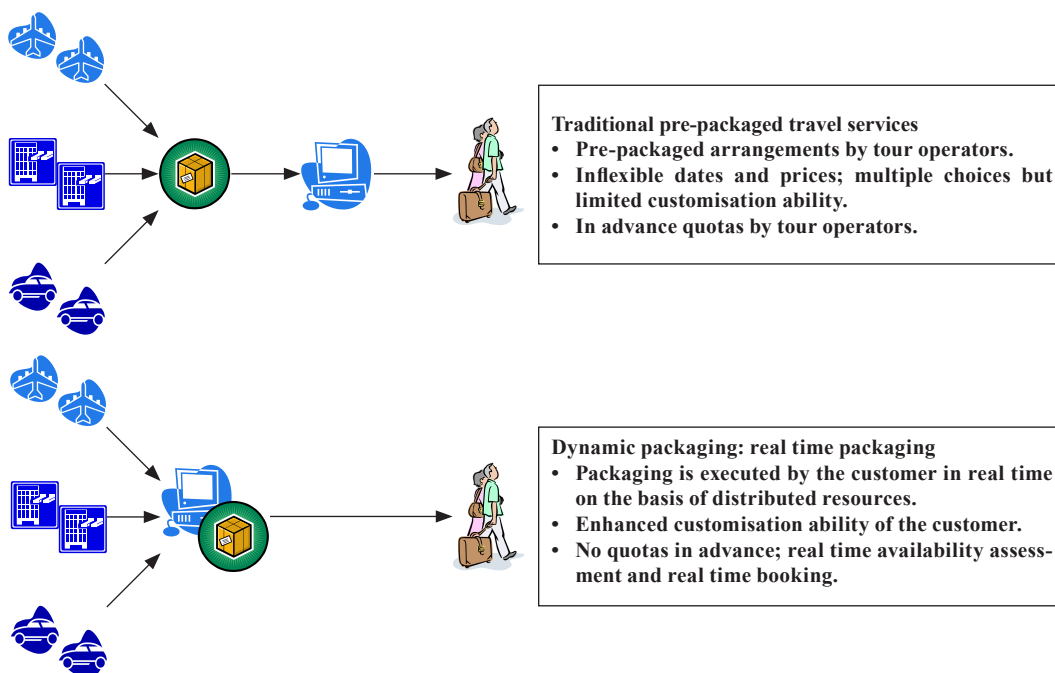 Traditional pre-packaged travel services
• Pre-packaged arrangements by tour operators.
• Inflexible dates and prices; multiple choices but
limited customisation ability.
• In advance quotas by tour operators.
Dynamic packaging: real time packaging
• Packaging is executed by the customer in real time
on the basis of distributed resources.
• Enhanced customisation ability of the customer.
• No quotas in advance; real time availability assess-
ment and real time booking.